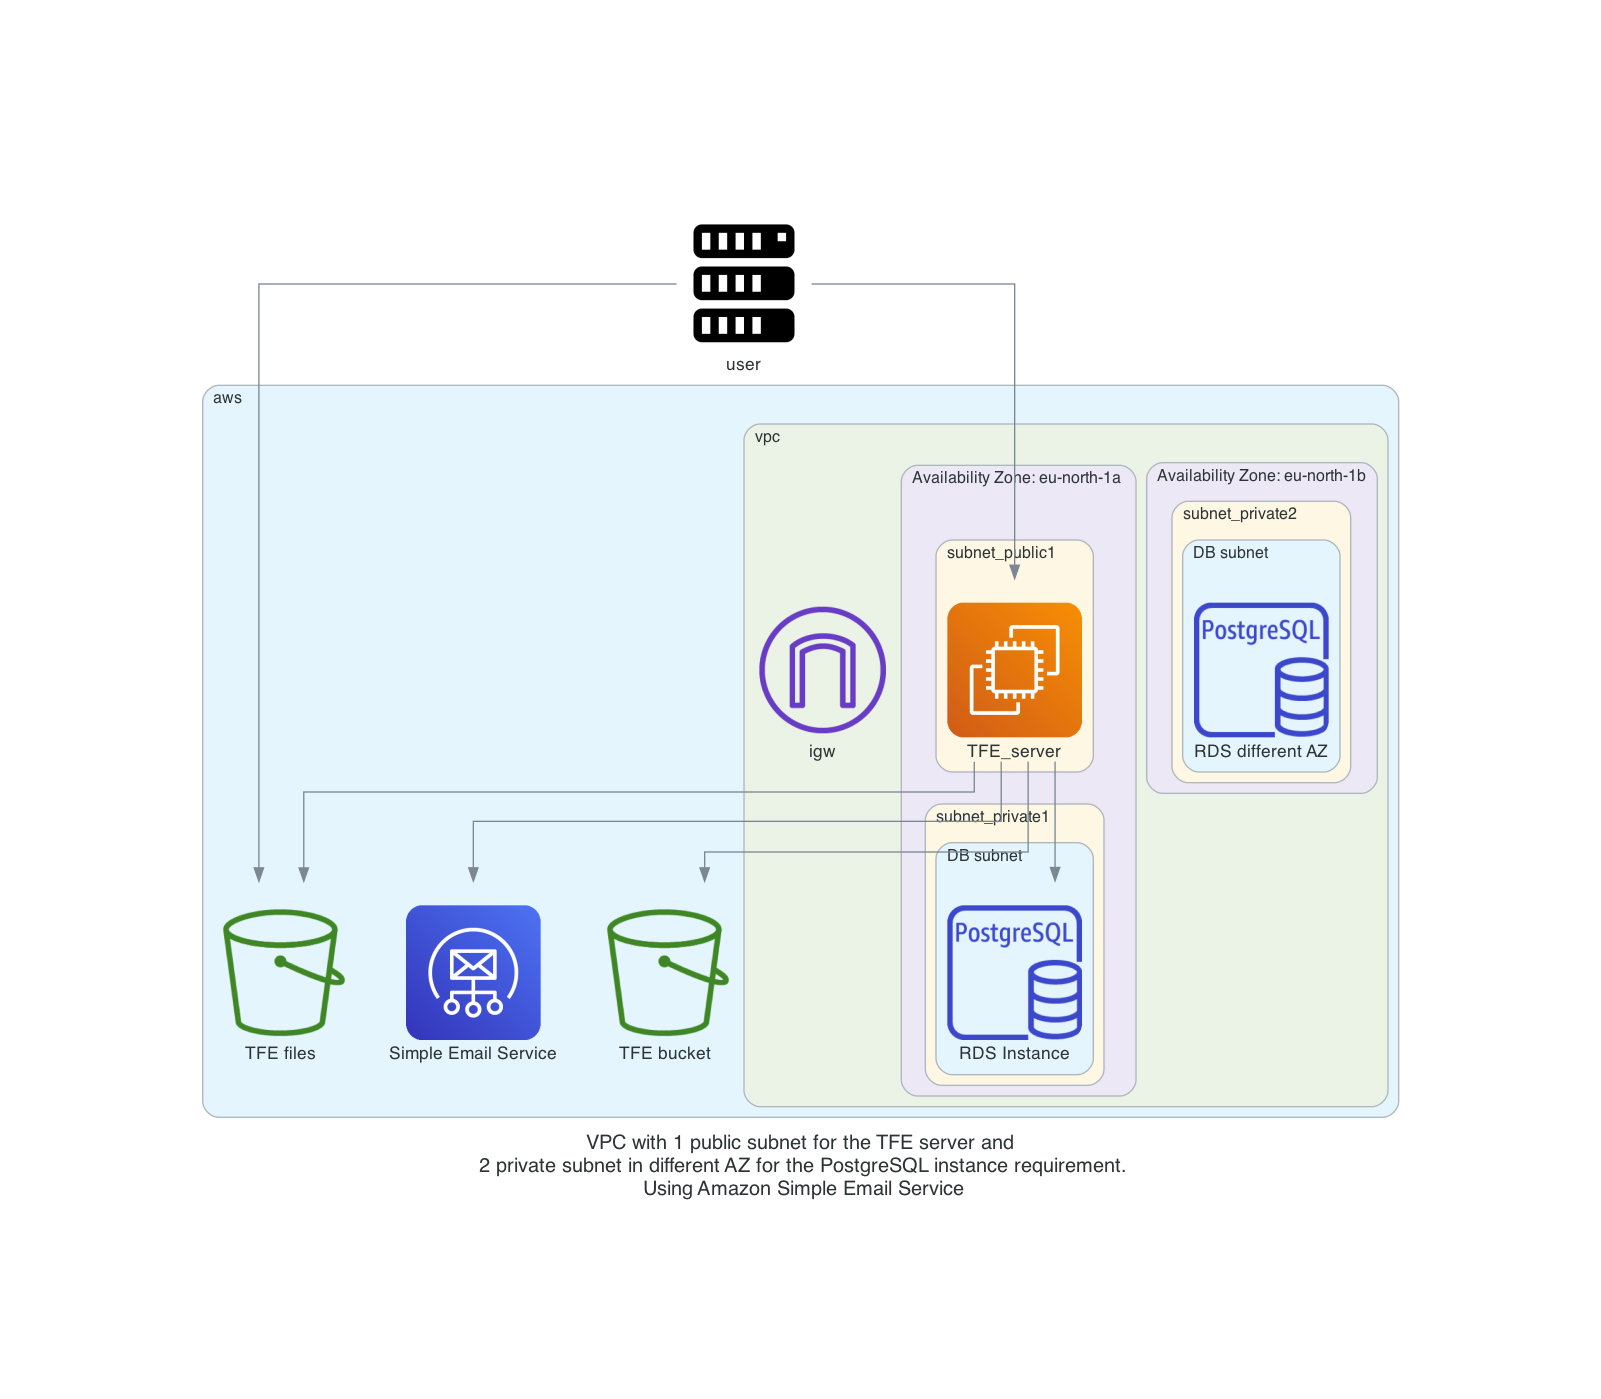 user
aws
vpc
Availability Zone: eu-north-1a
Availability Zone: eu-north-1b
subnet_private2
subnet_public1
DB subnet
PostgreSQL
igw
TFE_server
RDS different AZ
subnet_private1
DB subnet
PostgreSQL
TFE files
Simple Email Service
TFE bucket
RDS Instance
VPC with 1 public subnet for the TFE server and
2 private subnet in different AZ for the PostgreSQL instance requirement.
Using Amazon Simple Email Service